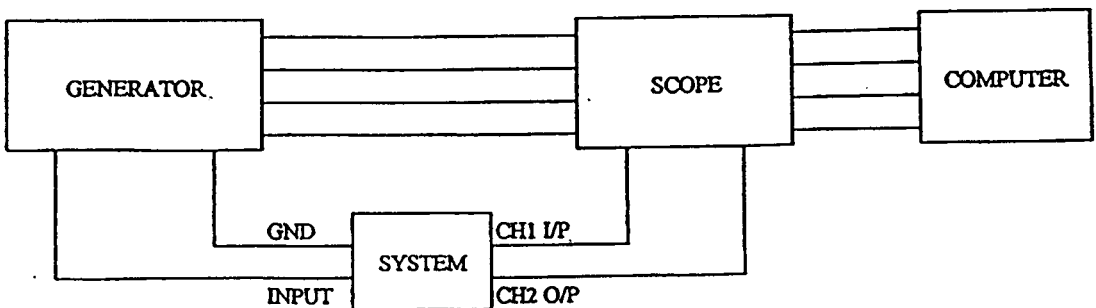 GENERATOR
SCOPE
COMPUTER
GND
CH1 I/P
SYSTEM
INPUT
CH2 O/P